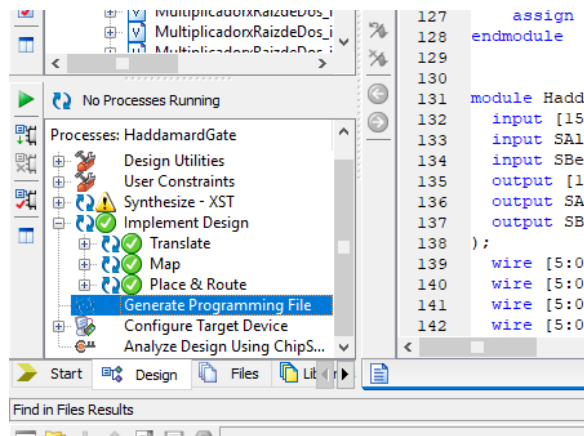 MultiplicadorxRaizdeDos_i
MultiplicadorxRaizdeDos_i
MultiplicadorxRaizdeDos_i
No Processes Running
Processes: HaddamardGate
Design Utilities
User Constraints
Synthesize - XST
Implement Design
Translate
Map
Place & Route
Generate Programming File
Configure Target Device
Analyze Design Using ChipS...
Start Design Files Lib
Find in Files Results
127 assign
128 endmodule
129
130
131 module Hadd
132 input [15
133 input SAl
134 input SBe
135 output [1
136 output SA
137 output SB
138 );
139 wire [5:0
140 wire [5:0
141 wire [5:0
142 wire [5:0